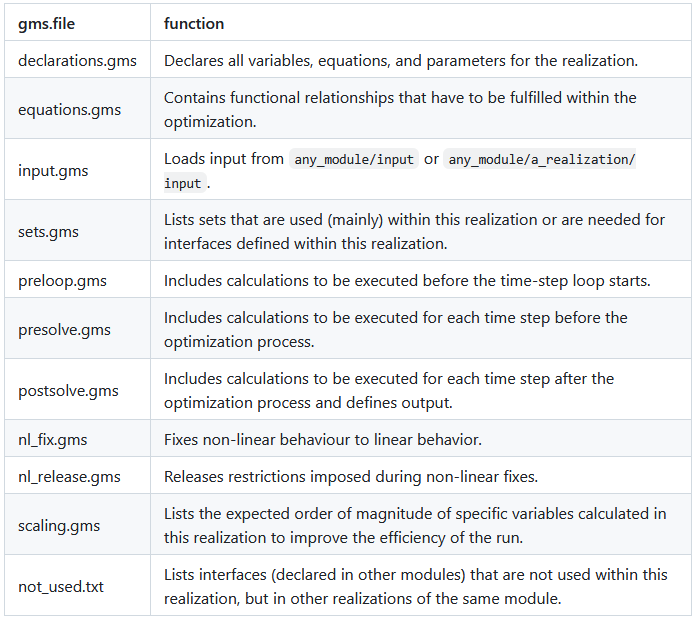 gms.file function
declarations.gms Declares all variables, equations, and parameters for the realization.
equations.gms Contains functional relationships that have to be fulfilled within the
optimization.
input.gms Loads input from any_module/input or any_module/a_realization/
input .
sets.gms Lists sets that are used (mainly) within this realization or are needed for
interfaces defined within this realization.
preloop.gms Includes calculations to be executed before the time-step loop starts.
presolve.gms Includes calculations to be executed for each time step before the
optimization process.
postsolve.gms Includes calculations to be executed for each time step after the
optimization process and defines output.
nl_fix.gms Fixes non-linear behaviour to linear behavior.
nl_release.gms Releases restrictions imposed during non-linear fixes.
scaling.gms Lists the expected order of magnitude of specific variables calculated in
this realization to improve the efficiency of the run.
not_used.txt Lists interfaces (declared in other modules) that are not used within this
realization, but in other realizations of the same module.